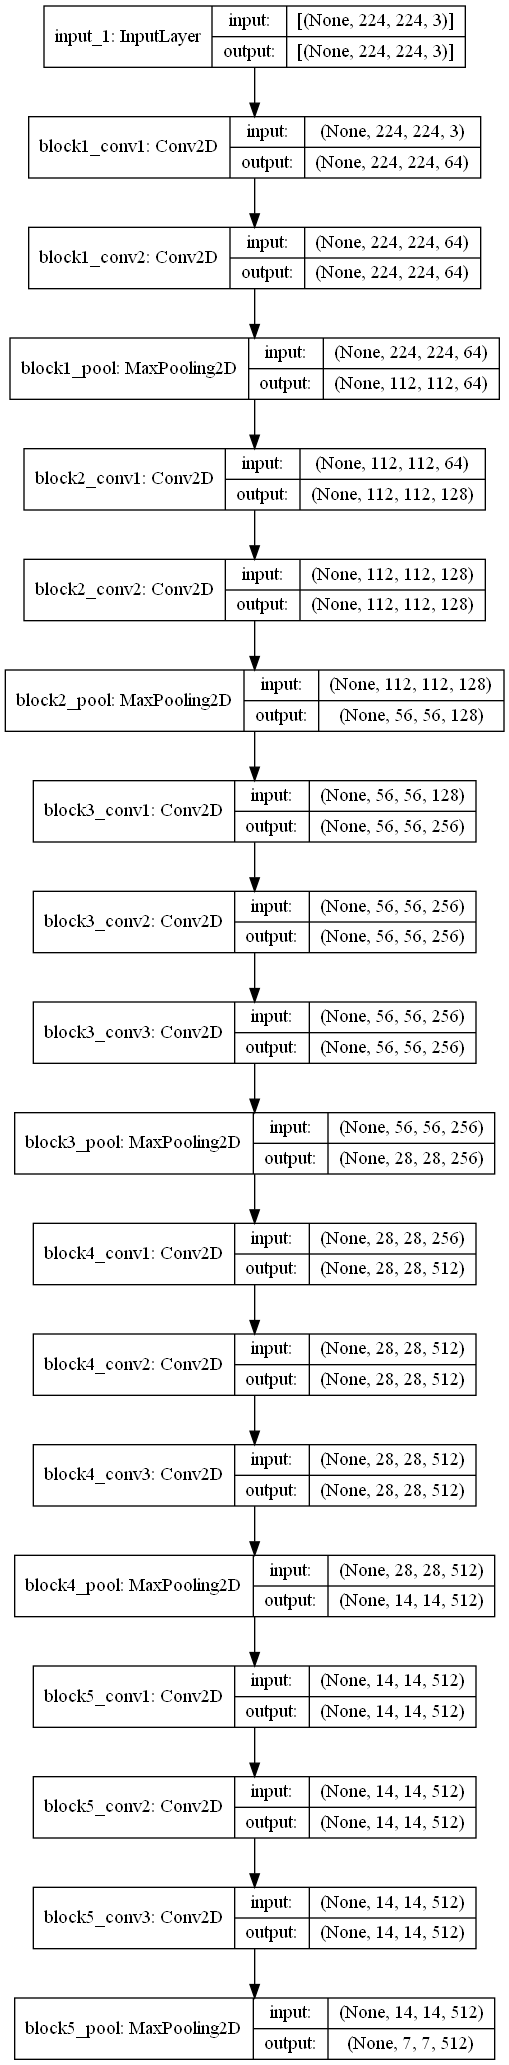 input_1: InputLayer
input: [(None, 224, 224, 3)]
output: [(None, 224, 224, 3)]
block1_conv1: Conv2D
input: (None, 224, 224, 3)
output: (None, 224, 224, 64)
block1_conv2: Conv2D
input: (None, 224, 224, 64)
output: (None, 224, 224, 64)
block1_pool: MaxPooling2D
input: (None, 224, 224, 64)
output: (None, 112, 112, 64)
block2_conv1: Conv2D
input: (None, 112, 112, 64)
output: (None, 112, 112, 128)
block2_conv2: Conv2D
input: (None, 112, 112, 128)
output: (None, 112, 112, 128)
block2_pool: MaxPooling2D
input: (None, 112, 112, 128)
output: (None, 56, 56, 128)
block3_conv1: Conv2D
input: (None, 56, 56, 128)
output: (None, 56, 56, 256)
block3_conv2: Conv2D
input: (None, 56, 56, 256)
output: (None, 56, 56, 256)
block3_conv3: Conv2D
input: (None, 56, 56, 256)
output: (None, 56, 56, 256)
block3_pool: MaxPooling2D
input: (None, 56, 56, 256)
output: (None, 28, 28, 256)
block4_conv1: Conv2D
input: (None, 28, 28, 256)
output: (None, 28, 28, 512)
block4_conv2: Conv2D
input: (None, 28, 28, 512)
output: (None, 28, 28, 512)
block4_conv3: Conv2D
input: (None, 28, 28, 512)
output: (None, 28, 28, 512)
block4_pool: MaxPooling2D
input: (None, 28, 28, 512)
output: (None, 14, 14, 512)
block5_conv1: Conv2D
input: (None, 14, 14, 512)
output: (None, 14, 14, 512)
block5_conv2: Conv2D
input: (None, 14, 14, 512)
output: (None, 14, 14, 512)
block5_conv3: Conv2D
input: (None, 14, 14, 512)
output: (None, 14, 14, 512)
block5_pool: MaxPooling2D
input: (None, 14, 14, 512)
output: (None, 7, 7, 512)